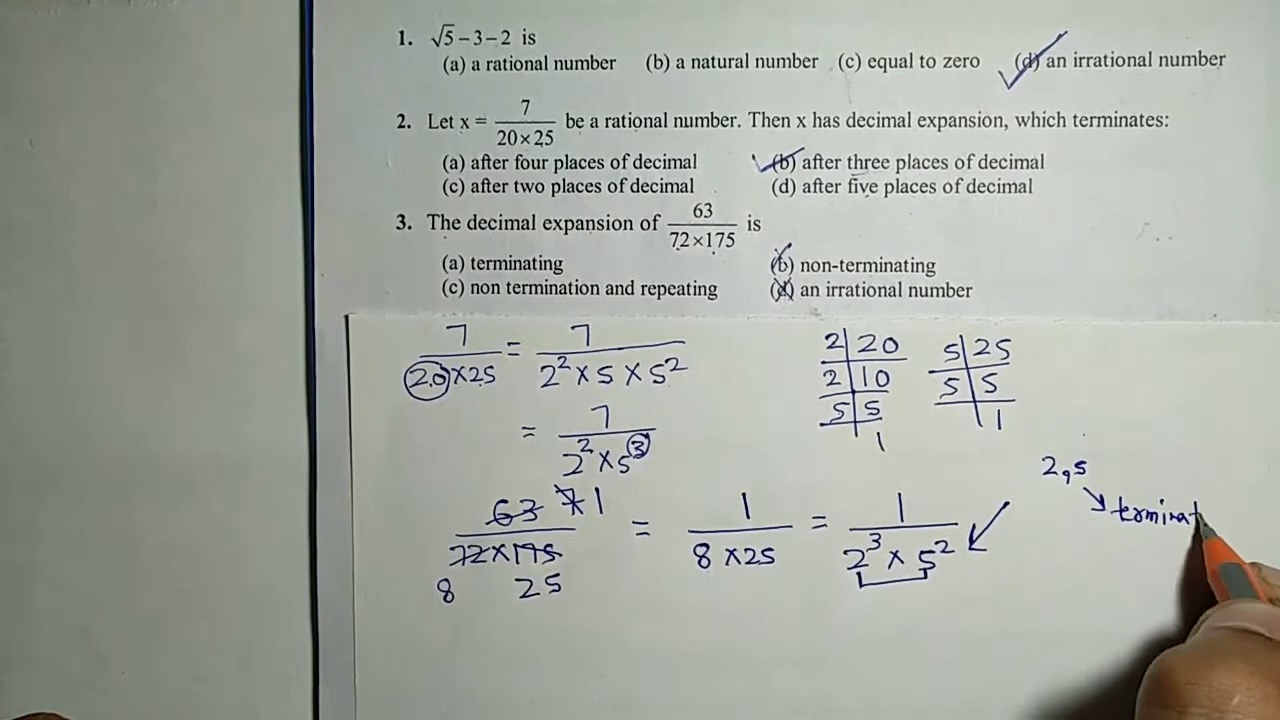 1. √5 – 3 – 2 is
(a) a rational number (b) a natural number (c) equal to zero (d) an irrational number
2. Let x = 7/(20×25) be a rational number. Then x has decimal expansion, which terminates:
(a) after four places of decimal (b) after three places of decimal
(c) after two places of decimal (d) after five places of decimal
3. The decimal expansion of 63/(72×175) is
(a) terminating (b) non-terminating
(c) non termination and repeating (d) an irrational number
7/(20×25) = 7/(2²×5×5²)
= 7/(2²×5³)
2|20
2|10
5|5
1
5|25
5|5
1
2,5
terminat
63 7 1
72×175
8 25
= 1/(8×25) = 1/(2³×5²)